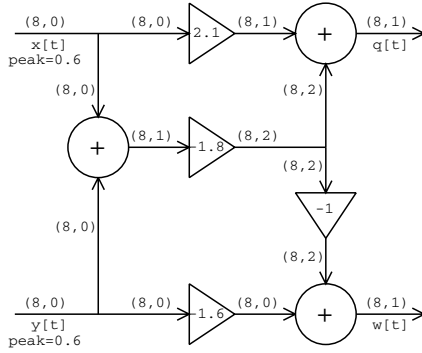 (8,0) (8,0) (8,1) (8,1)
2.1 +
x[t] q[t]
peak=0.6
(8,0) (8,2)
(8,1) (8,2)
+ -1.8
(8,2)
-1
(8,0)
(8,2)
(8,0) (8,0) (8,0) (8,1)
-1.6 +
y[t] w[t]
peak=0.6